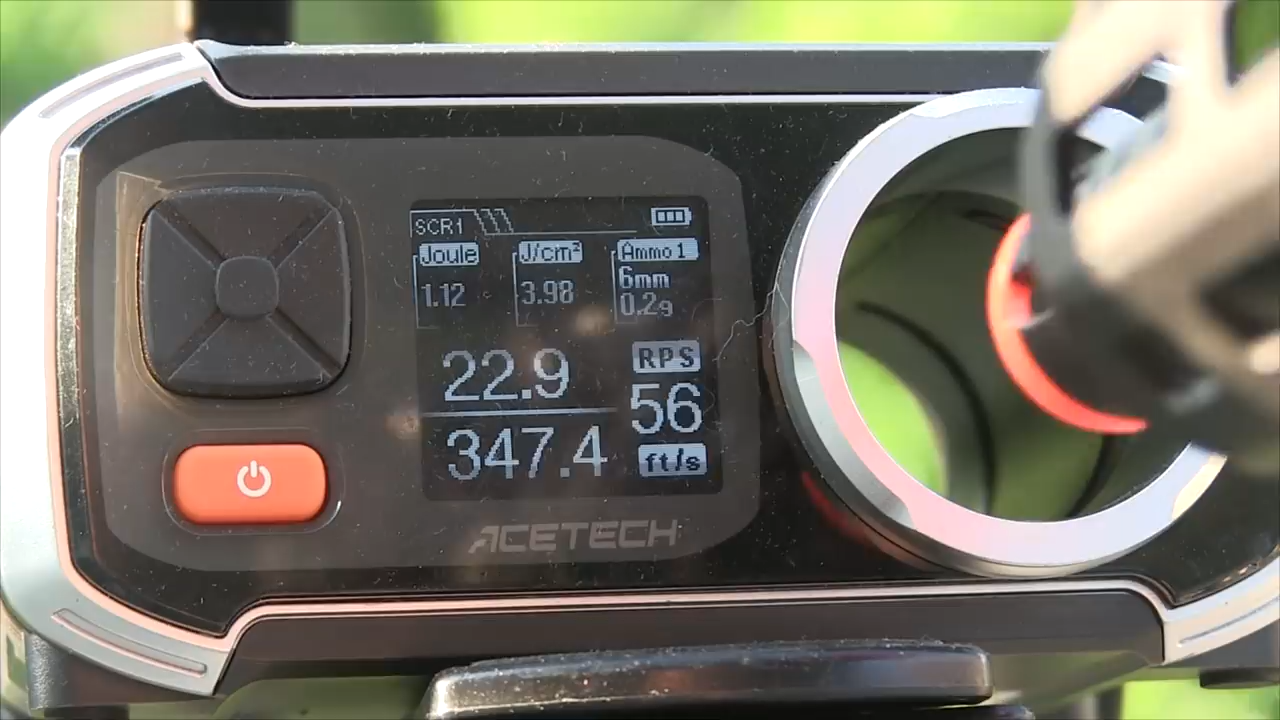 SCR1
Joule J/cm² Ammo 1
1.12 3.98 6mm
0.2g
22.9 RPS
56
347.4 ft/s
ACETECH